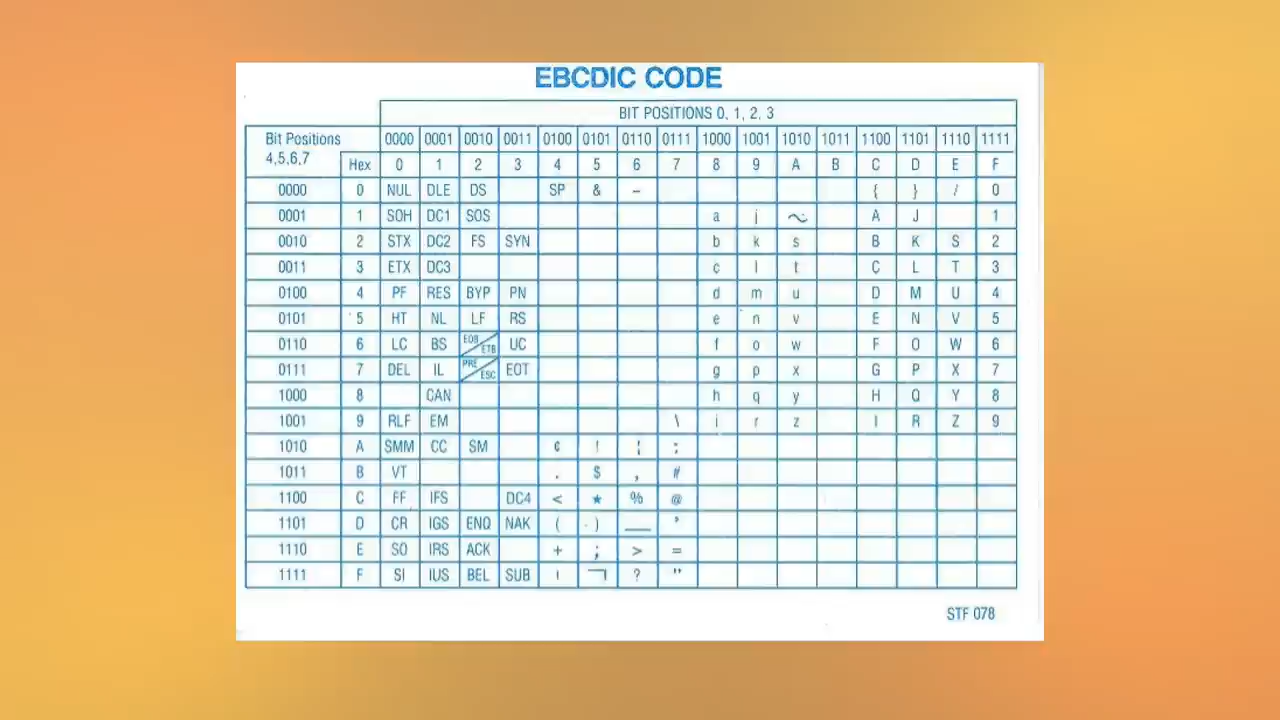 EBCDIC CODE
BIT POSITIONS 0, 1, 2, 3
Bit Positions 4,5,6,7 0000 0001 0010 0011 0100 0101 0110 0111 1000 1001 1010 1011 1100 1101 1110 1111
Hex 0 1 2 3 4 5 6 7 8 9 A B C D E F
0000 0 NUL DLE DS SP & - { } / 0
0001 1 SOH DC1 SOS a j ~ A J 1
0010 2 STX DC2 FS SYN b k s B K S 2
0011 3 ETX DC3 c l t C L T 3
0100 4 PF RES BYP PN d m u D M U 4
0101 5 HT NL LF RS e n v E N V 5
0110 6 LC BS EOB ETB UC f o w F O W 6
0111 7 DEL IL PRE ESC EOT g p x G P X 7
1000 8 CAN h q y H Q Y 8
1001 9 RLF EM \ i r z I R Z 9
1010 A SMM CC SM ¢ ! ¦ :
1011 B VT . $ , #
1100 C FF IFS DC4 < * % @
1101 D CR IGS ENQ NAK ( ) _ '
1110 E SO IRS ACK + ; > =
1111 F SI IUS BEL SUB | ¬ ? "
STF 078